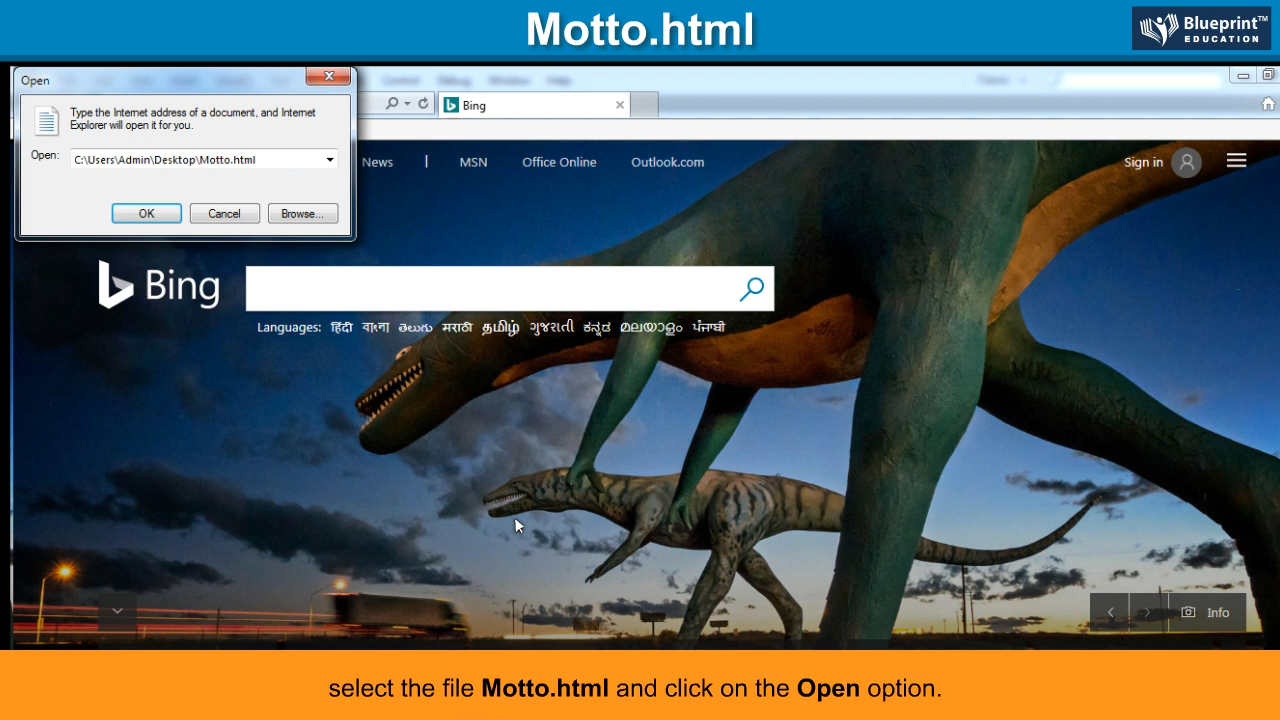 Motto.html
Blueprint™
EDUCATION
Open
Type the Internet address of a document, and Internet
Explorer will open it for you.
Open: C:\Users\Admin\Desktop\Motto.html
OK Cancel Browse...
Bing
News | MSN Office Online Outlook.com
Sign in
Bing
Languages: हिंदी বাংলা తెలుగు मराठी தமிழ் ગુજરાતી ಕನ್ನಡ മലയാളം ਪੰਜਾਬੀ
Info
select the file Motto.html and click on the Open option.